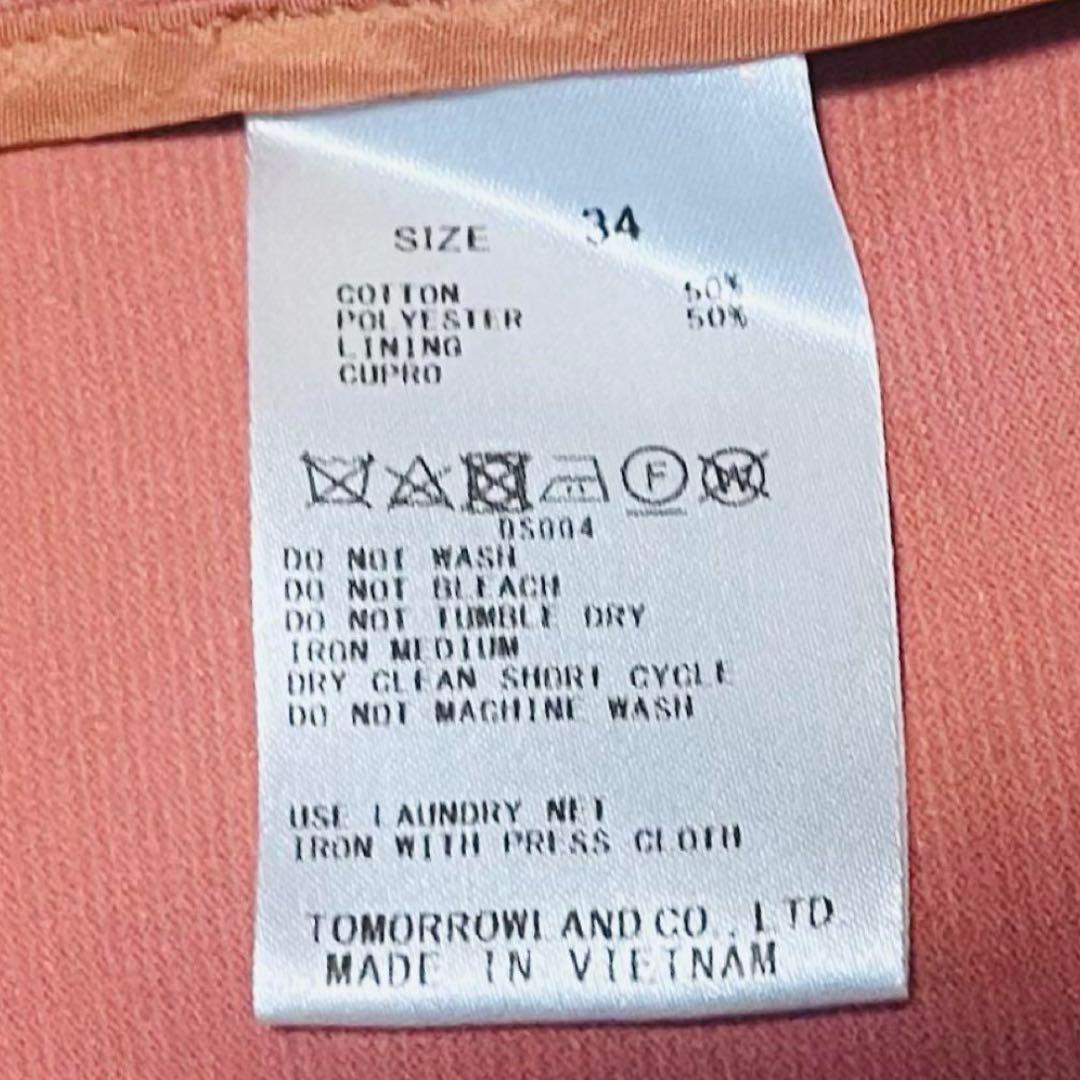 SIZE 34
COTTON 50%
POLYESTER 50%
LINING
CUPRO
F W
DS004
DO NOT WASH
DO NOT BLEACH
DO NOT TUMBLE DRY
IRON MEDIUM
DRY CLEAN SHORT CYCLE
DO NOT MACHINE WASH
USE LAUNDRY NET
IRON WITH PRESS CLOTH
TOMORROWLAND CO., LTD.
MADE IN VIETNAM